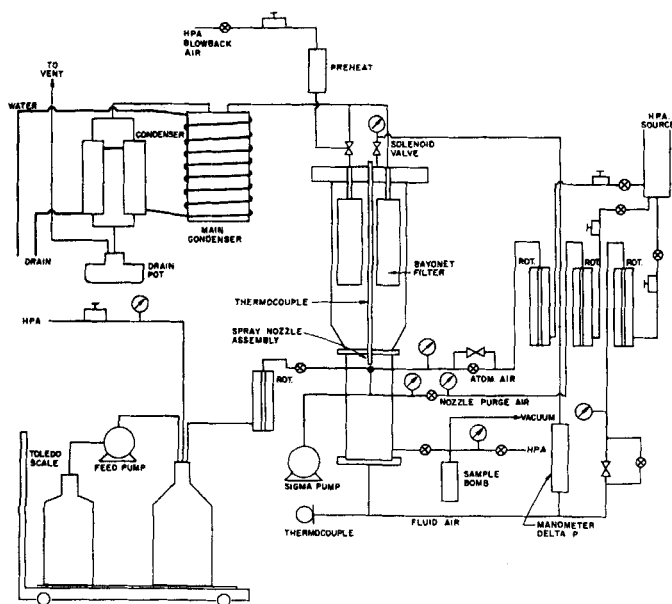 HPA
BLOWBACK
AIR
TO
VENT
PREHEAT
WATER
CONDENSER
SOLENOID
VALVE
H.P.A.
SOURCE
MAIN
CONDENSER
DRAIN
DRAIN
POT
BAYONET
FILTER
ROT.
ROT.
ROT.
THERMOCOUPLE
HPA
SPRAY NOZZLE
ASSEMBLY
ROT.
ATOM AIR
NOZZLE PURGE AIR
VACUUM
TOLEDO
SCALE
FEED PUMP
HPA
SIGMA PUMP
SAMPLE
BOMB
THERMOCOUPLE
FLUID AIR
MANOMETER
DELTA P